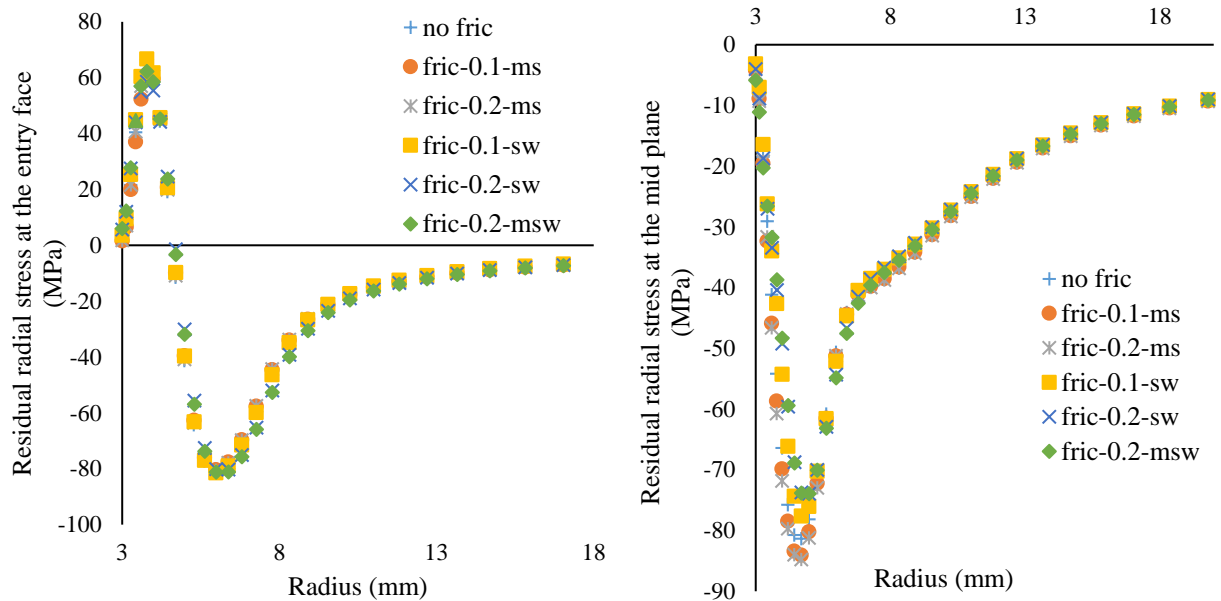 Residual radial stress at the entry face
(MPa)
80
60
40
20
0
-20
-40
-60
-80
-100
3
8
13
18
Radius (mm)
no fric
fric-0.1-ms
fric-0.2-ms
fric-0.1-sw
fric-0.2-sw
fric-0.2-msw
Residual radial stress at the mid plane
(MPa)
3
8
13
18
0
-10
-20
-30
-40
-50
-60
-70
-80
-90
no fric
fric-0.1-ms
fric-0.2-ms
fric-0.1-sw
fric-0.2-sw
fric-0.2-msw
Radius (mm)